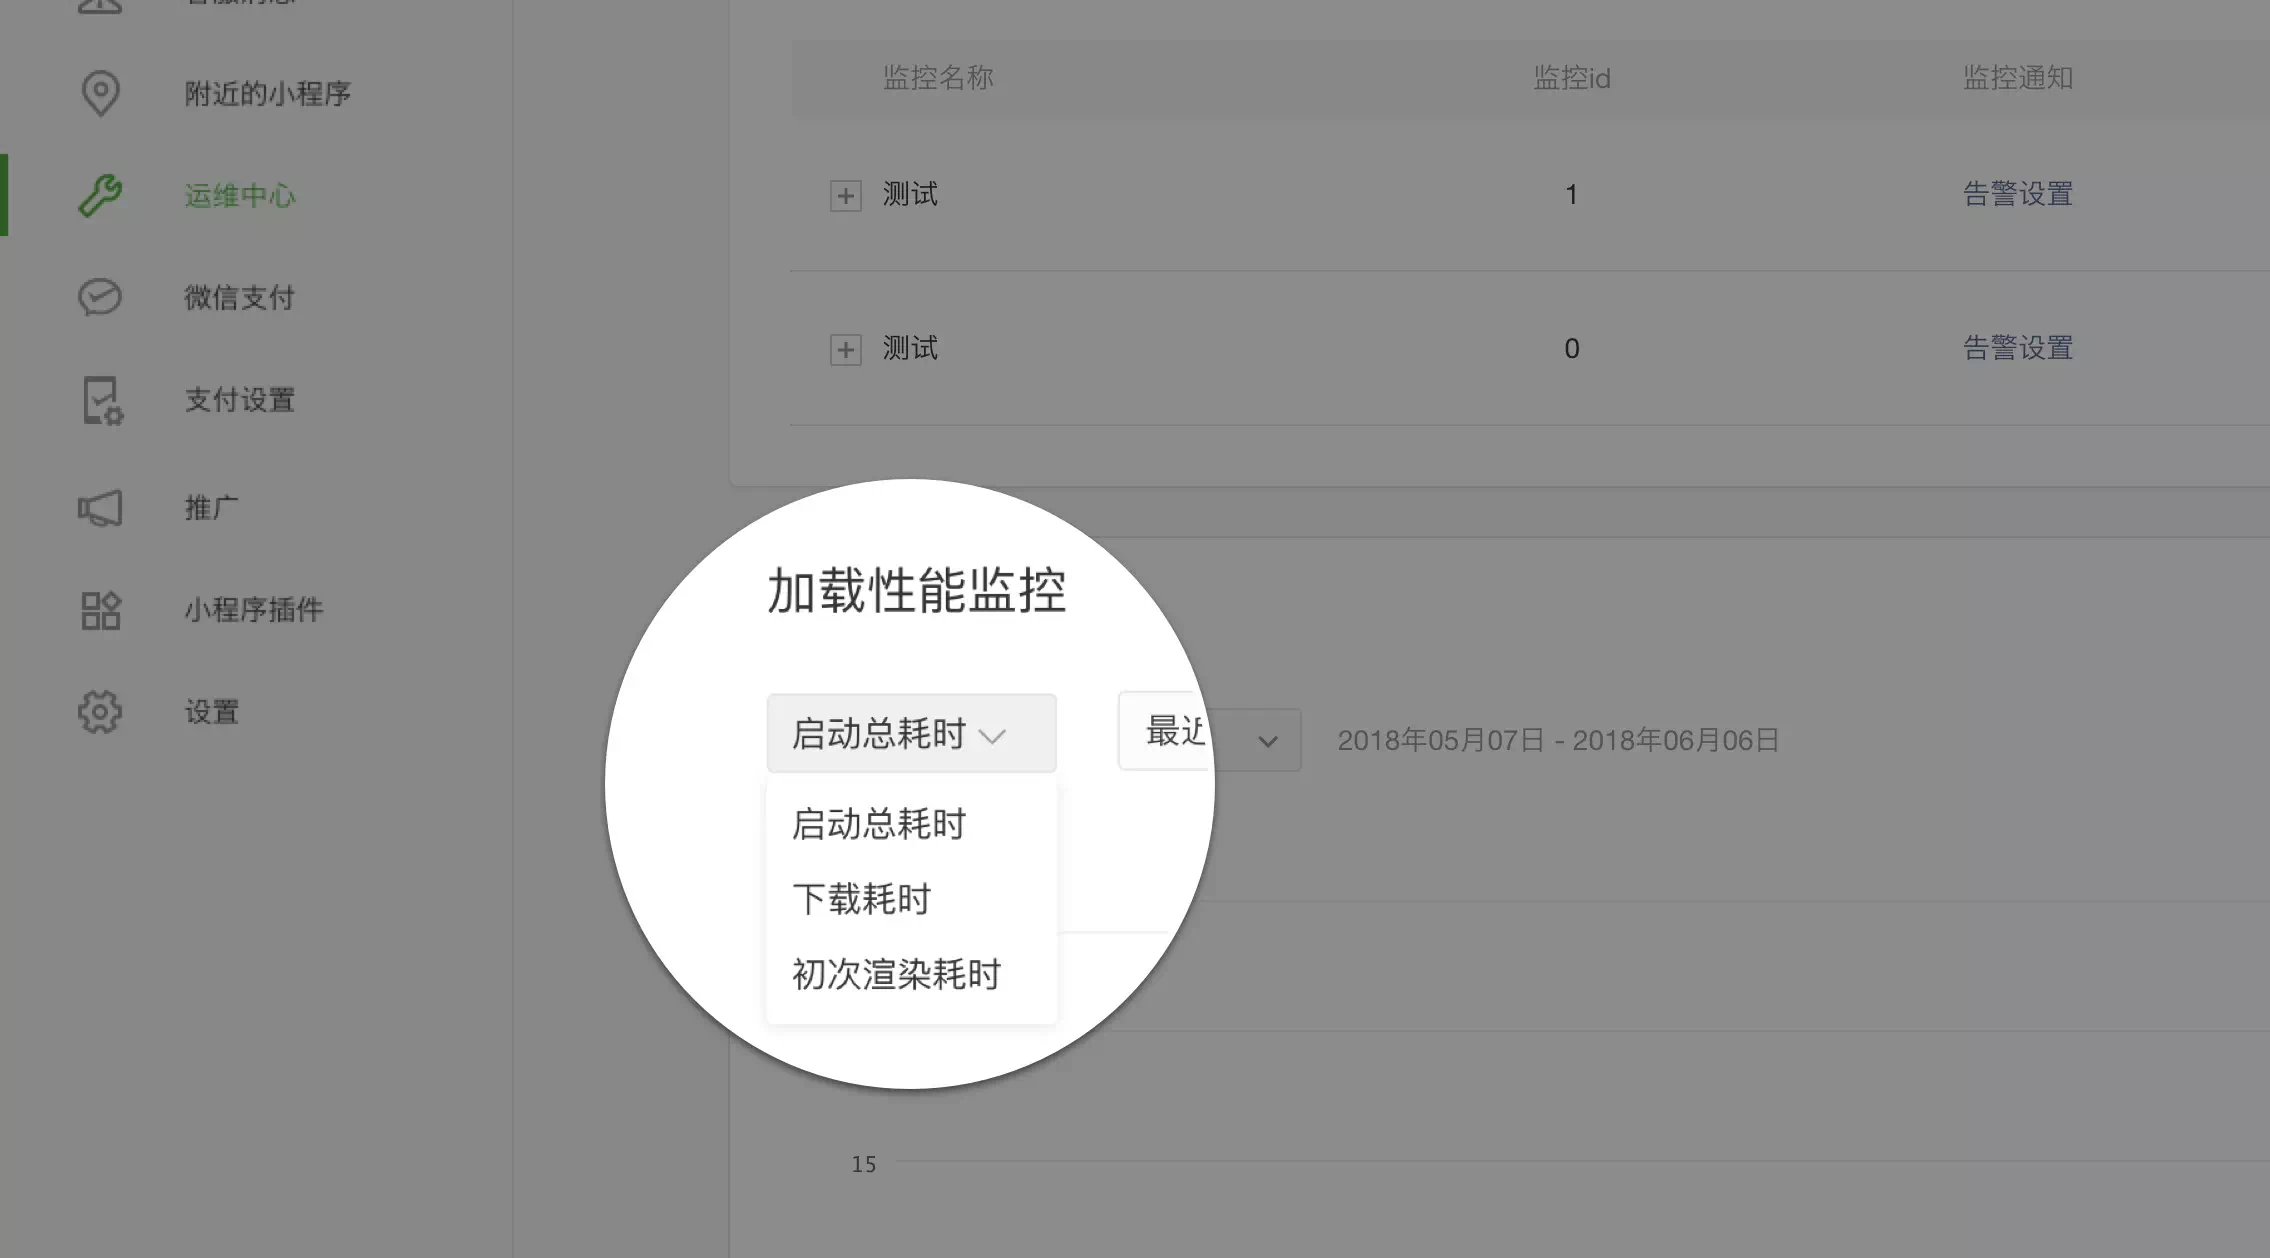 附近的小程序
运维中心
微信支付
支付设置
推广
小程序插件
设置
监控名称 监控id 监控通知
测试 1 告警设置
测试 0 告警设置
加载性能监控
启动总耗时 最近 2018年05月07日 - 2018年06月06日
启动总耗时
下载耗时
初次渲染耗时
15